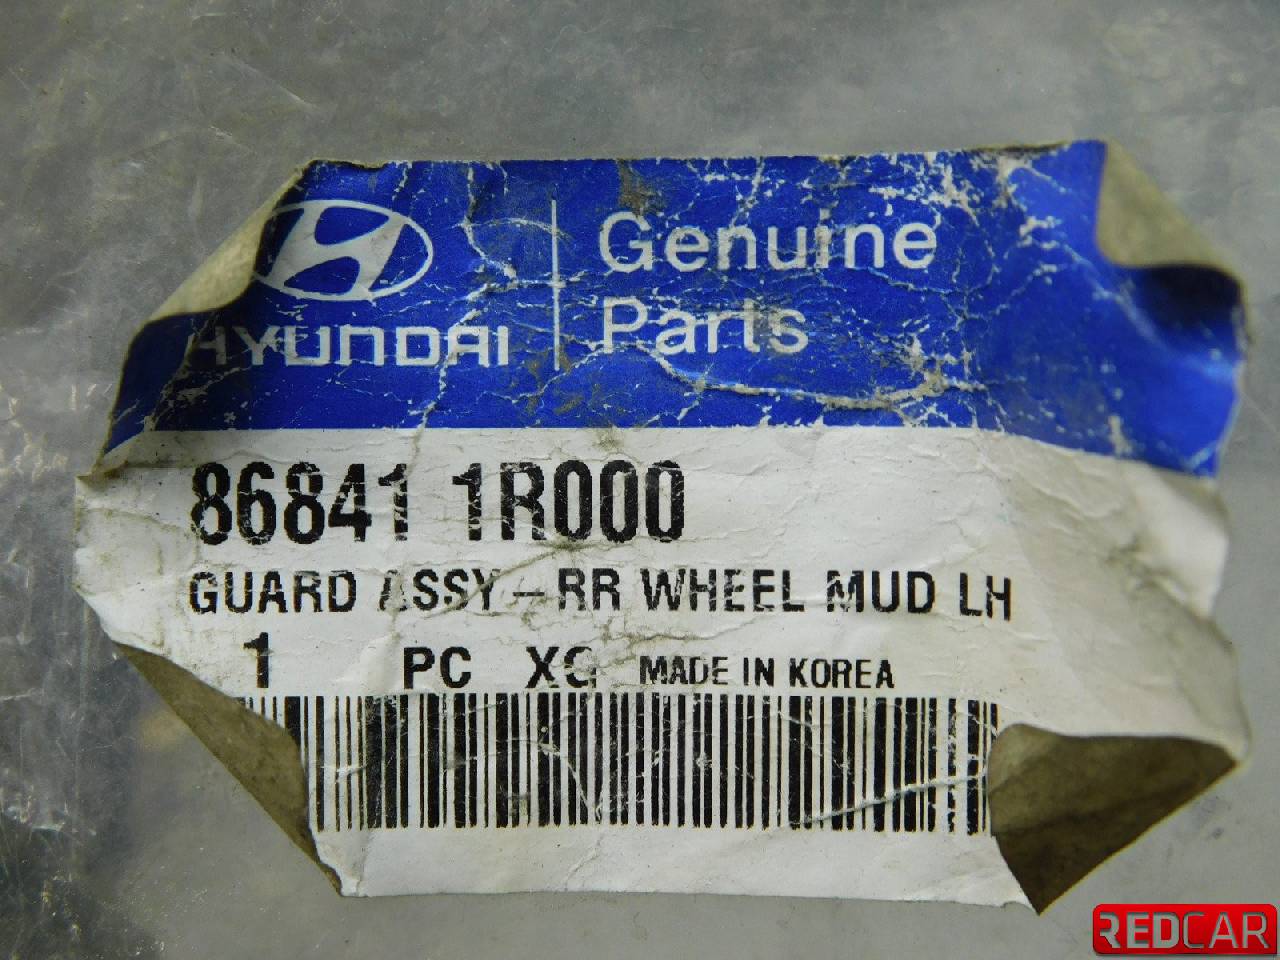 Genuine
HYUNDAI
Parts
86841 1R000
GUARD ASSY-RR WHEEL MUD LH
1 PC XG MADE IN KOREA
REDCAR